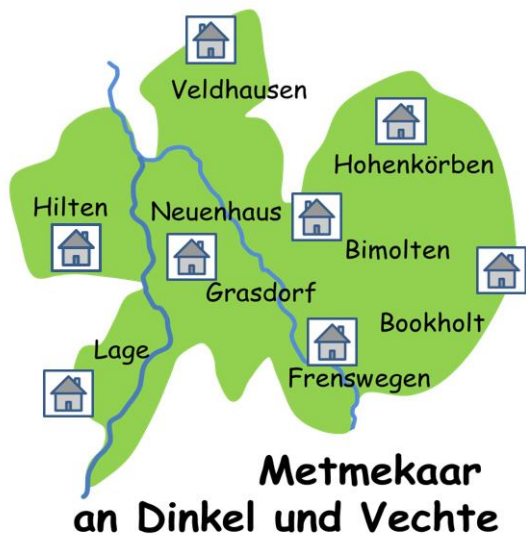 Veldhausen
Hohenkörben
Hilten
Neuenhaus
Bimolten
Grasdorf
Bookholt
Lage
Frenswegen
Metmekaar
an Dinkel und Vechte